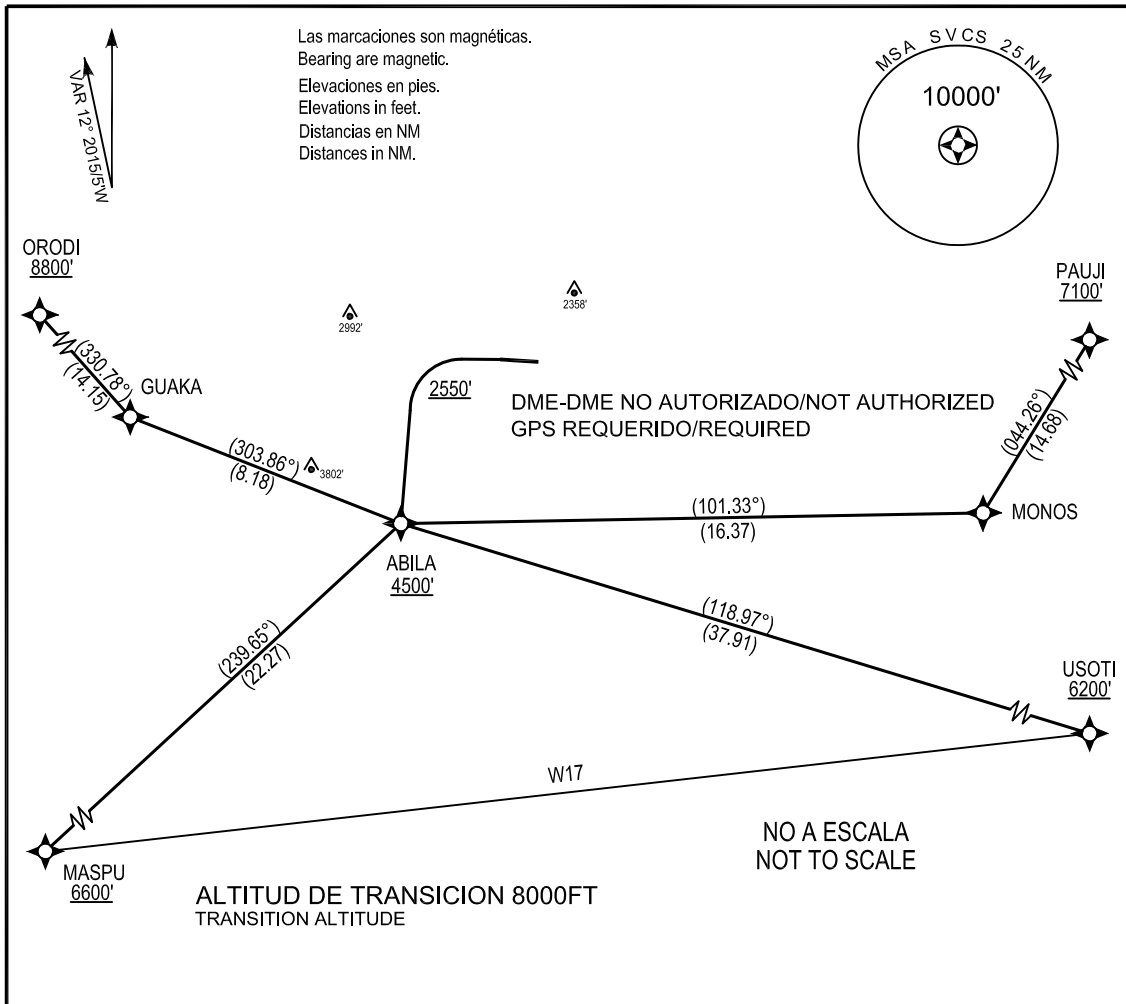 Las marcaciones son magnéticas.
Bearing are magnetic.
Elevaciones en pies.
Elevations in feet.
Distancias en NM
Distances in NM.
VAR 12° 2015/5'W
MSA SVCS 25 NM
10000'
ORODI
8800'
PAUJI
7100'
2358'
2992'
(330.78°)
(14.15)
GUAKA
2550'
DME-DME NO AUTORIZADO/NOT AUTHORIZED
GPS REQUERIDO/REQUIRED
(044.26°)
(14.68)
(303.86°)
(8.18)
3802'
(101.33°)
(16.37)
MONOS
ABILA
4500'
(118.97°)
(37.91)
(239.65°)
(22.27)
USOTI
6200'
W17
NO A ESCALA
NOT TO SCALE
MASPU
6600'
ALTITUD DE TRANSICION 8000FT
TRANSITION ALTITUDE